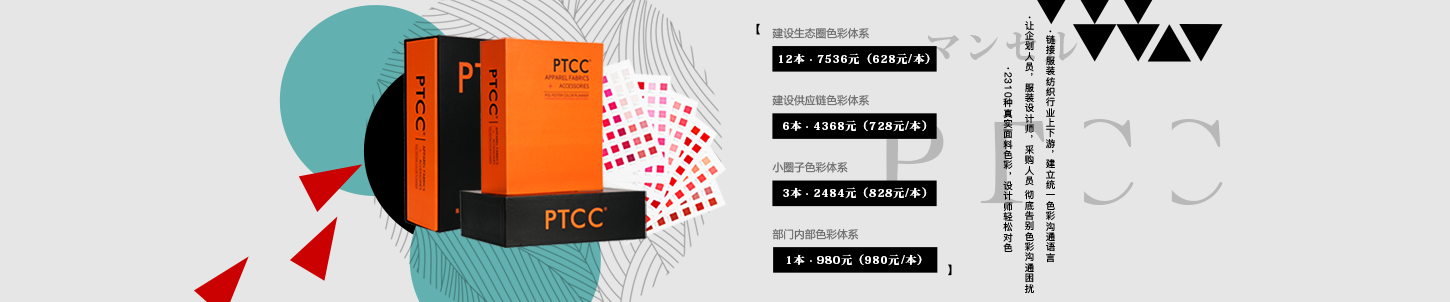 PTCC
PTCC
APPAREL FABRICS
+ ACCESSORIES
PTCC
PTCC
【
建设生态圈色彩体系
12本 · 7536元（628元/本）
建设供应链色彩体系
6本 · 4368元（728元/本）
小圈子色彩体系
3本 · 2484元（828元/本）
部门内部色彩体系
1本 · 980元（980元/本）
】
マンセル
PTCC
·链接服装纺织行业上下游，建立统一色彩沟通语言
·让企划人员，服装设计师，采购人员 彻底告别色彩沟通困扰
·2310种真实面料色彩，设计师轻松对色